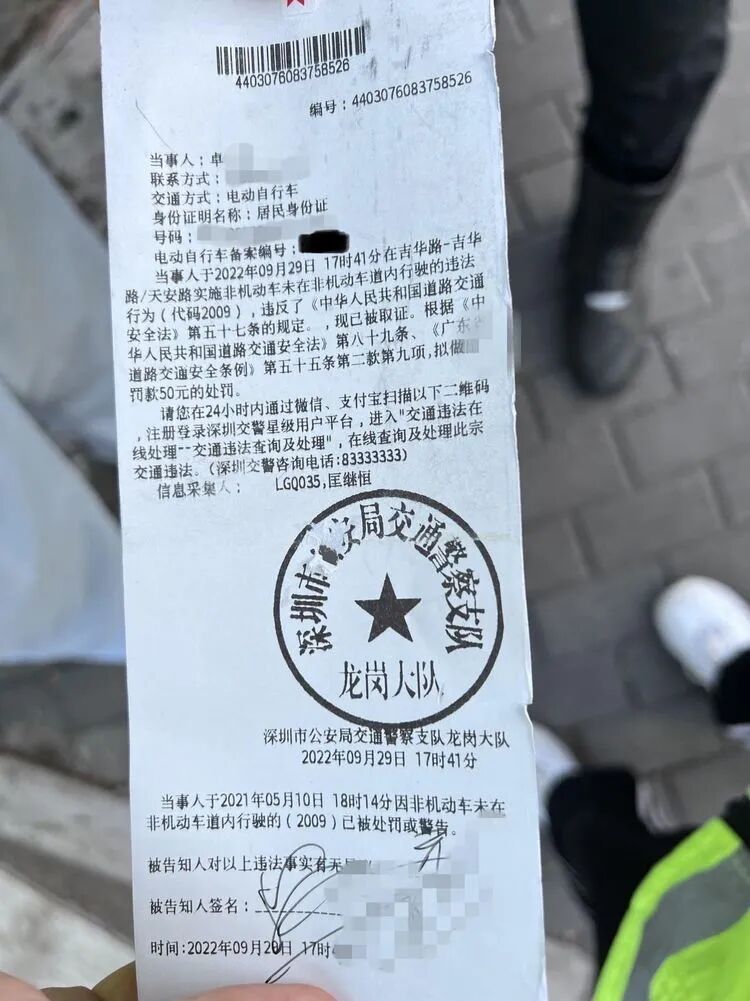 4403076083758526
编号：4403076083758526
当事人：卓
联系方式：
交通方式：电动自行车
身份证明名称：居民身份证
号码：
电动自行车备案编号：
当事人于2022年09月29日 17时41分在吉华路-吉华
路/天安路实施非机动车未在非机动车道内行驶的违法
行为（代码2009），违反了《中华人民共和国道路交通
安全法》第五十七条的规定。，现已被取证。根据《中
华人民共和国道路交通安全法》第八十九条、《广东
道路交通安全条例》第五十五条第二款第九项，拟做
罚款50元的处罚。
请您在24小时内通过微信、支付宝扫描以下二维码
，注册登录深圳交警星级用户平台，进入"交通违法在
线处理--交通违法查询及处理"，在线查询及处理此宗
交通违法。（深圳交警咨询电话：83333333）
信息采集人： LGQ035,匡继恒
深圳市公安局交通警察支队
龙岗大队
深圳市公安局交通警察支队龙岗大队
2022年09月29日 17时41分
当事人于2021年05月10日 18时14分因非机动车未在
非机动车道内行驶的（2009）已被处罚或警告。
被告知人对以上违法事实有无
被告知人签名：
时间：2022年09月29日 17时